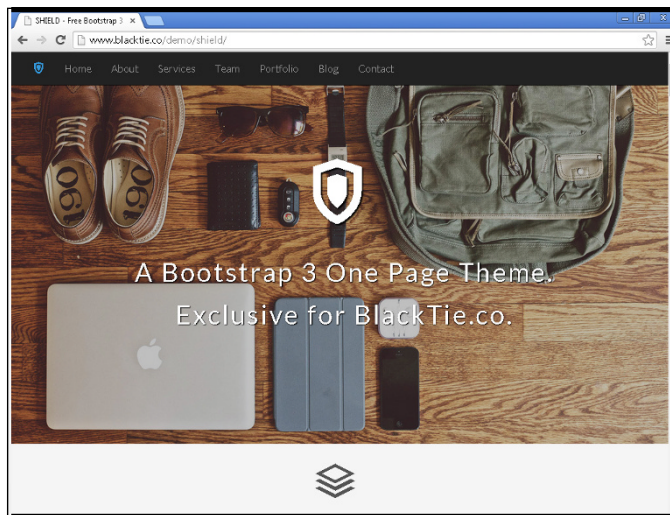 SHIELD - Free Bootstrap 3
www.blacktie.co/demo/shield/
Home About Services Team Portfolio Blog Contact
190 190
A Bootstrap 3 One Page Theme.
Exclusive for BlackTie.co.